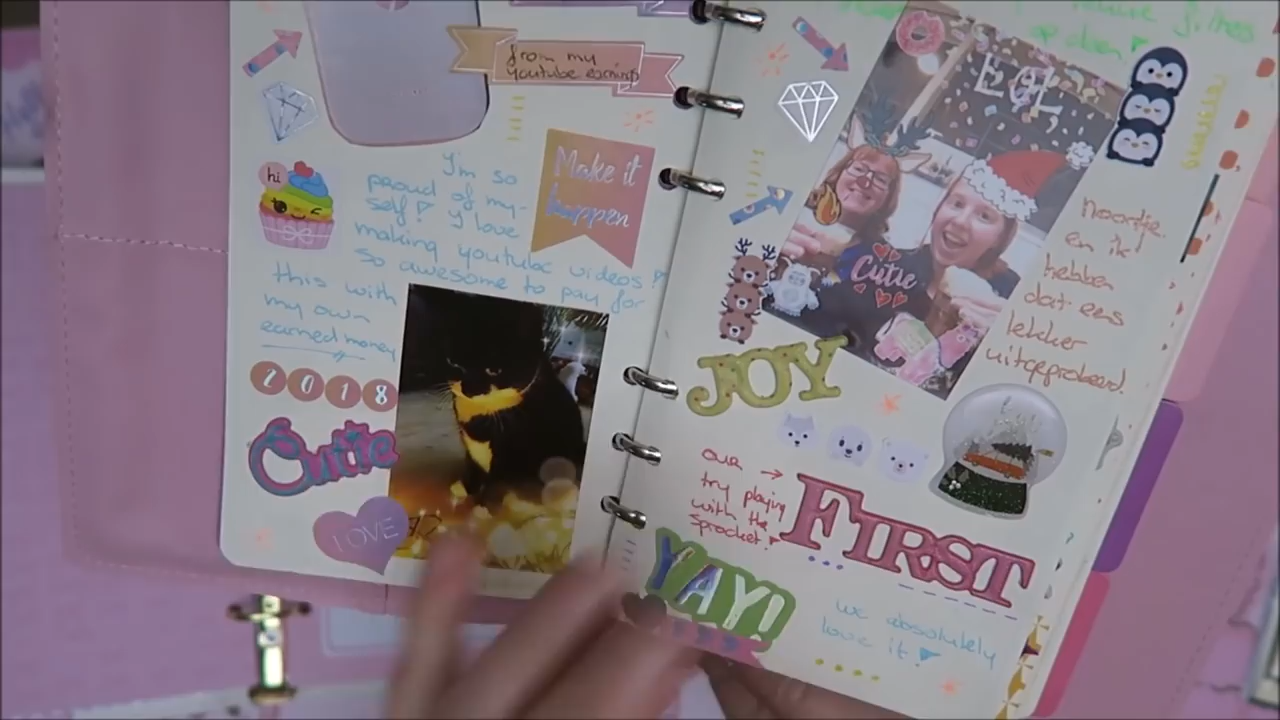 from my
youtube earnings
hi
Make it
happen
I'm so
proud of my-
self! I love
making youtube videos!
so awesome to pay for
this with
my own
earned money
2018
Cutie
LOVE
LOL
Cutie
Noortje
en ik
hebben
dat eens
lekker
uitgeprobeerd.
JOY
our →
try playing
with the
sprocket!
FIRST
YAY!
we absolutely
love it!